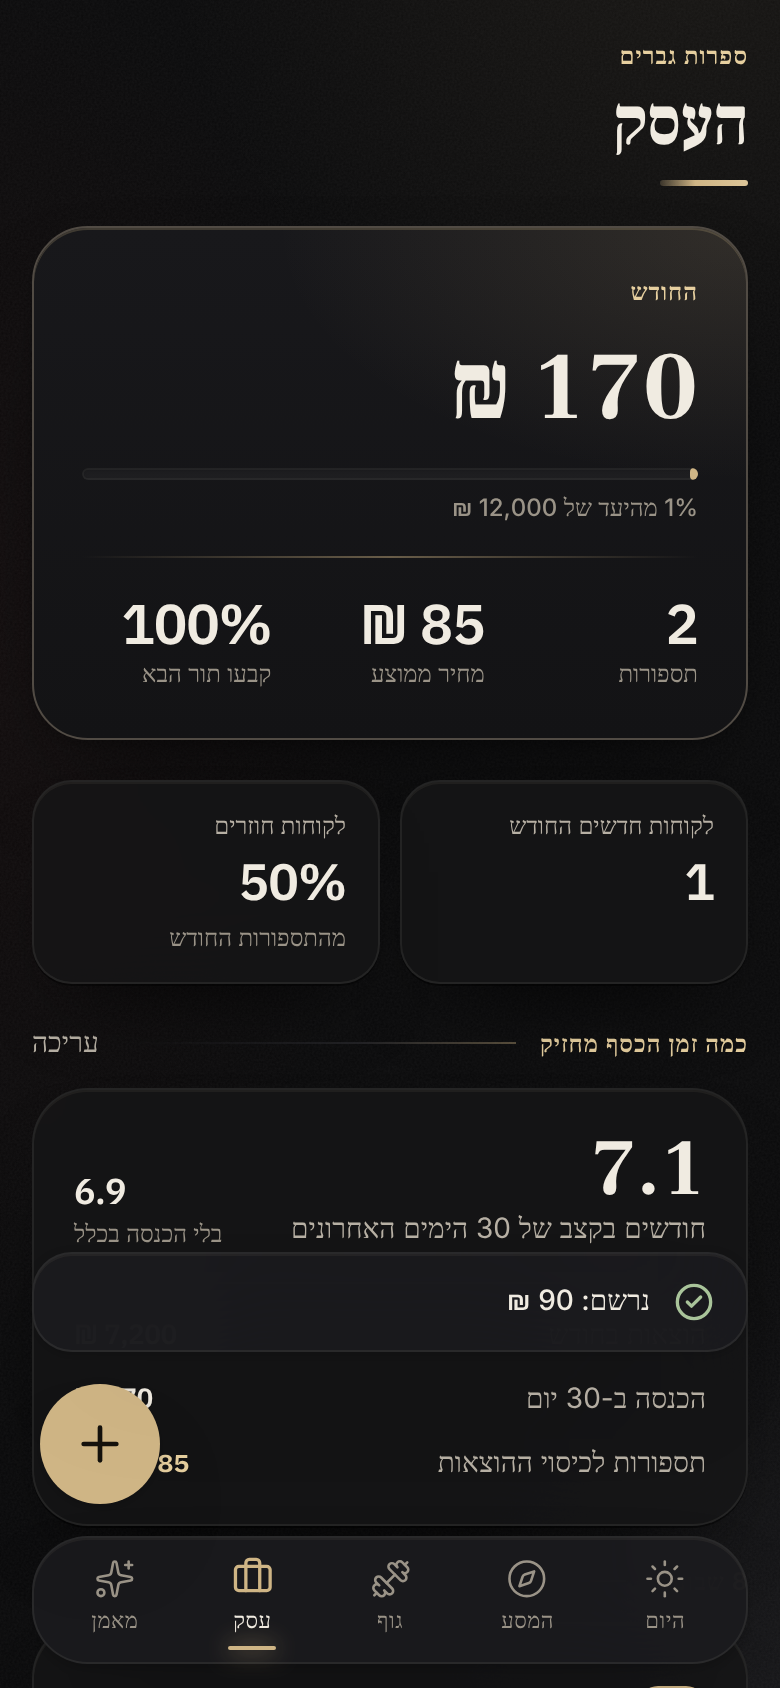 ספרות גברים
העסק
החודש
170 ₪
1% מהיעד של 12,000 ₪
2
תספורות
85 ₪
מחיר ממוצע
100%
קבעו תור הבא
לקוחות חדשים החודש
1
לקוחות חוזרים
50%
מהתספורות החודש
כמה זמן הכסף מחזיק
עריכה
7.1
חודשים בקצב של 30 הימים האחרונים
6.9
בלי הכנסה בכלל
נרשם: 90 ₪
7,200 ₪
הכנסה ב-30 יום
תספורות לכיסוי ההוצאות
85
היום
המסע
גוף
עסק
מאמן